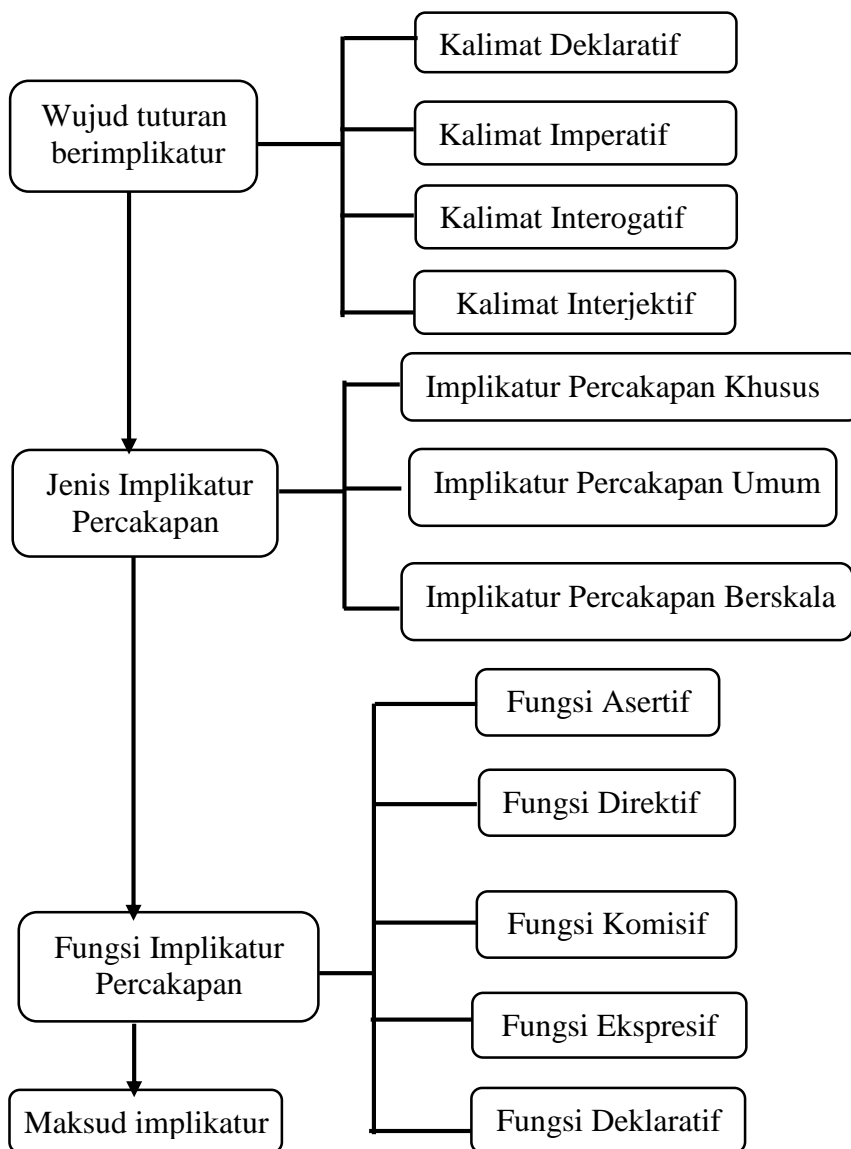 Wujud tuturan
berimplikatur
Kalimat Deklaratif
Kalimat Imperatif
Kalimat Interogatif
Kalimat Interjektif
Jenis Implikatur
Percakapan
Implikatur Percakapan Khusus
Implikatur Percakapan Umum
Implikatur Percakapan Berskala
Fungsi Implikatur
Percakapan
Fungsi Asertif
Fungsi Direktif
Fungsi Komisif
Fungsi Ekspresif
Fungsi Deklaratif
Maksud implikatur